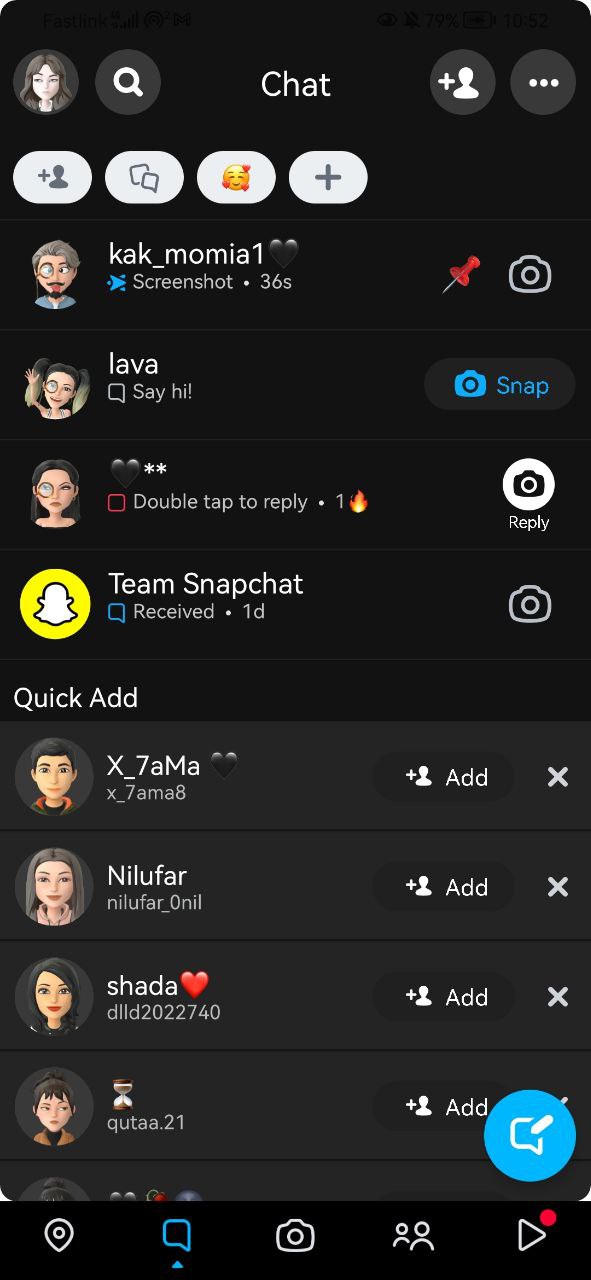 Fastlink 79% 10:52
Chat
kak_momia1🖤
Screenshot • 36s
lava
Say hi!
Snap
🖤**
Double tap to reply • 1🔥
Reply
Team Snapchat
Received • 1d
Quick Add
X_7aMa 🖤
x_7ama8
Add
Nilufar
nilufar_0nil
Add
shada❤️
dlld2022740
Add
⏳
qutaa.21
Add